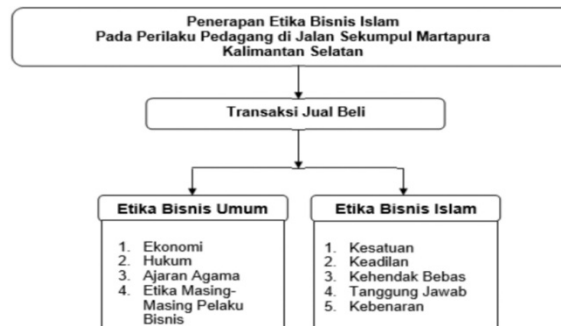 Penerapan Etika Bisnis Islam
Pada Perilaku Pedagang di Jalan Sekumpul Martapura
Kalimantan Selatan
Transaksi Jual Beli
Etika Bisnis Umum
1. Ekonomi
2. Hukum
3. Ajaran Agama
4. Etika Masing-
Masing Pelaku
Bisnis
Etika Bisnis Islam
1. Kesatuan
2. Keadilan
3. Kehendak Bebas
4. Tanggung Jawab
5. Kebenaran